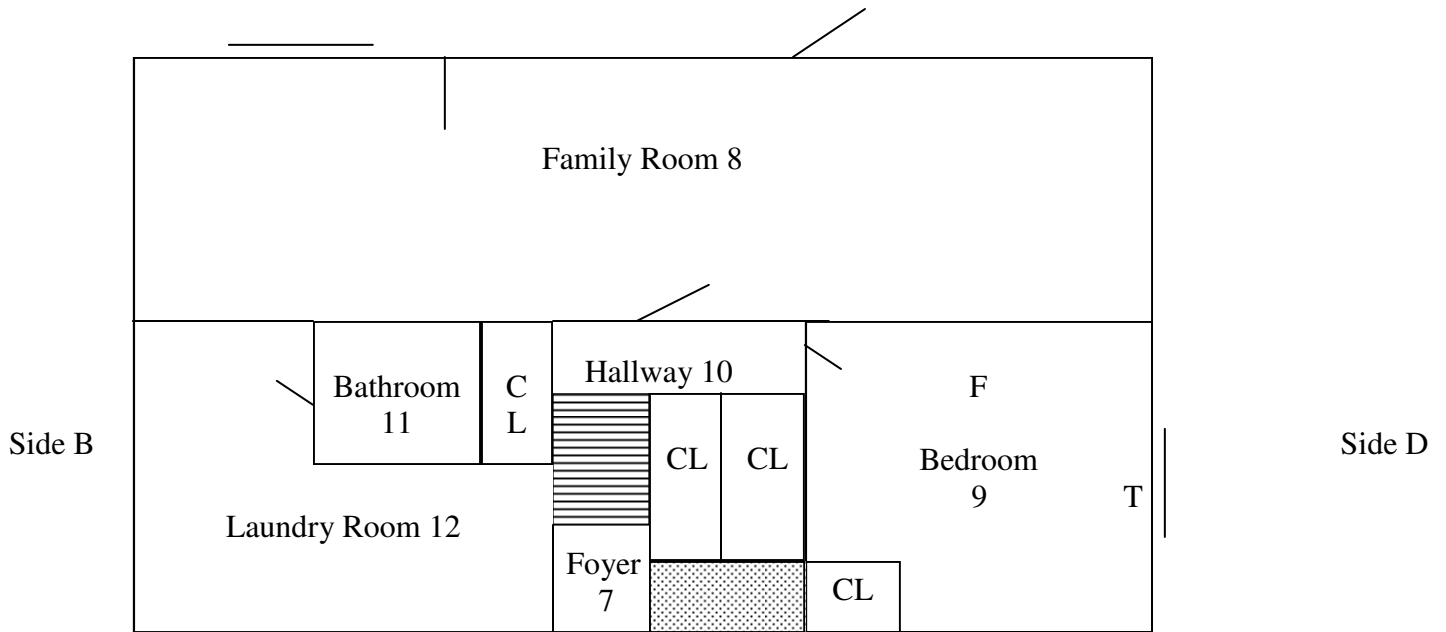 Family Room 8
Hallway 10
Bathroom
11
C
L
F
Side B
Side D
CL
CL
Bedroom
9
T
Laundry Room 12
Foyer
7
CL